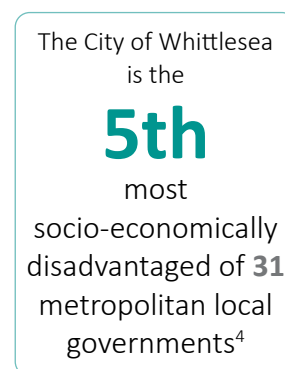 The City of Whittlesea
is the
5th
most
socio-economically
disadvantaged of 31
metropolitan local
governments4